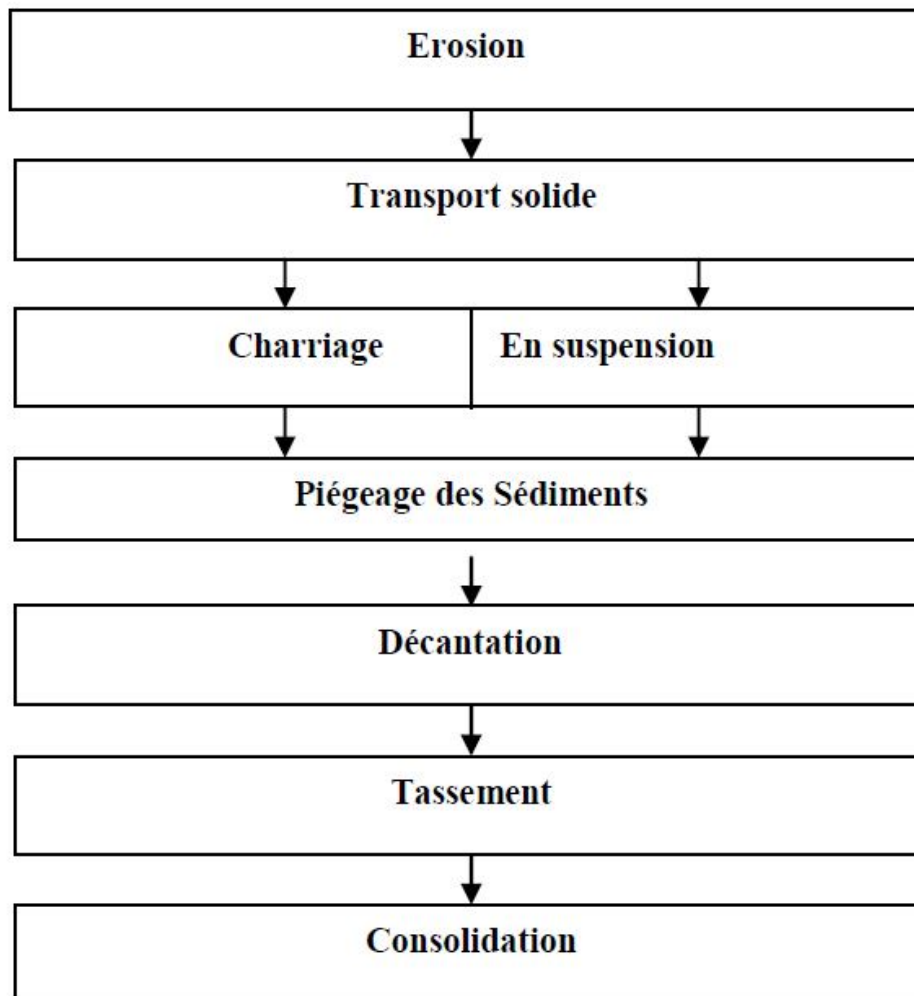 Erosion
Transport solide
Charriage
En suspension
Piégeage des Sédiments
Décantation
Tassement
Consolidation